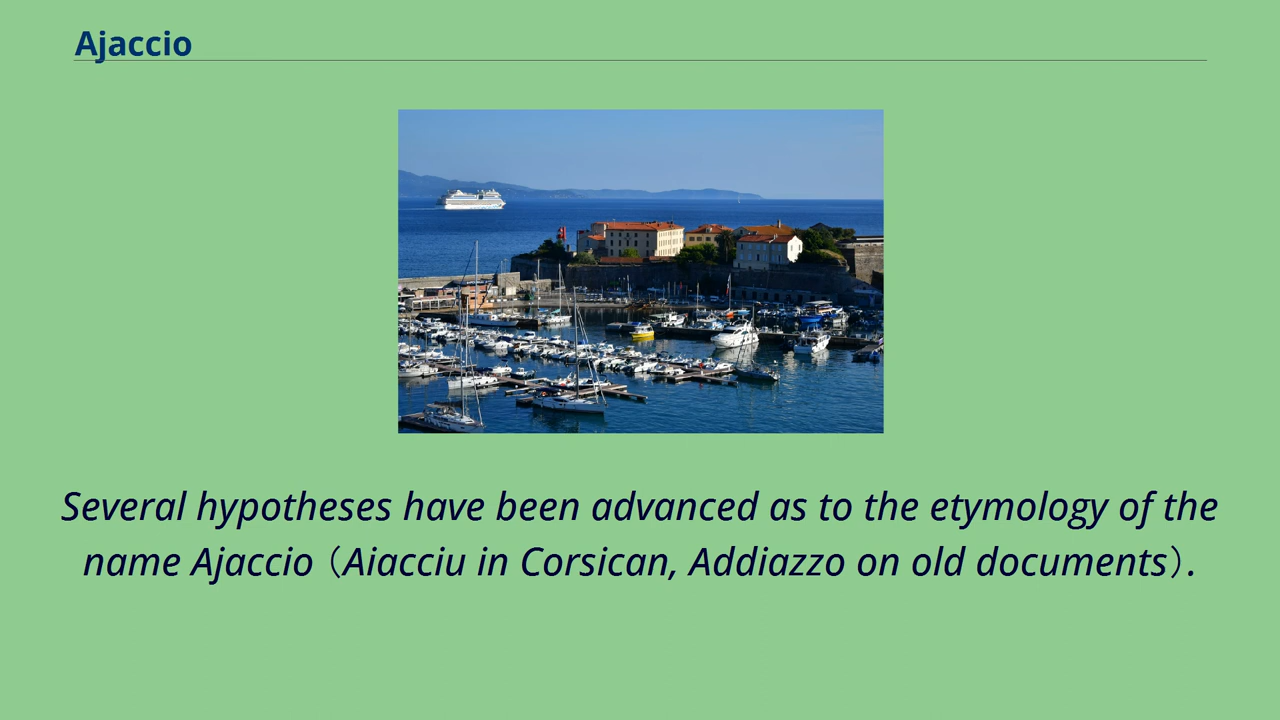 Ajaccio
Several hypotheses have been advanced as to the etymology of the
name Ajaccio（Aiacciu in Corsican, Addiazzo on old documents）.